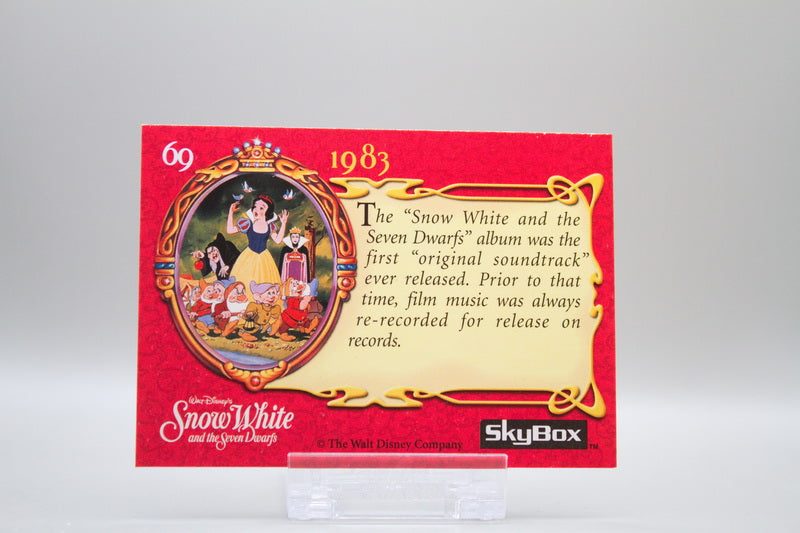 69
1983
The “Snow White and the
Seven Dwarfs” album was the
first “original soundtrack”
ever released. Prior to that
time, film music was always
re-recorded for release on
records.
Walt Disney's
Snow White
and the Seven Dwarfs
© The Walt Disney Company
SkyBox™